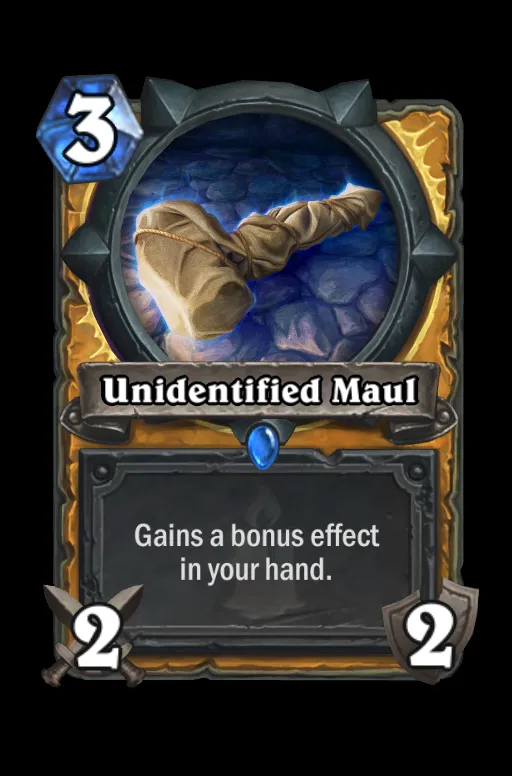 3
Unidentified Maul
Gains a bonus effect
in your hand.
2
2